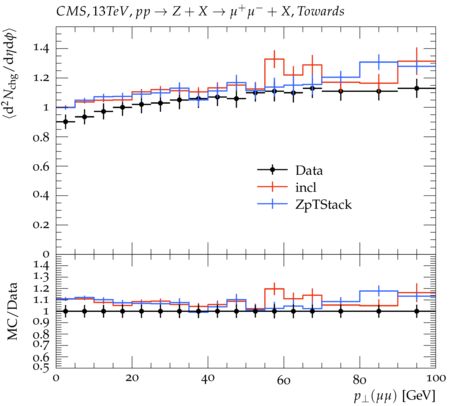 CMS, 13TeV, pp → Z + X → μ⁺μ⁻ + X, Towards
⟨d²N_chg/dηdϕ⟩
1.4
1.2
1
0.8
0.6
0.4
0.2
0
Data
incl
ZpTStack
MC/Data
1.4
1.3
1.2
1.1
1
0.9
0.8
0.7
0.6
0.5
0 20 40 60 80 100
p⊥(μμ) [GeV]